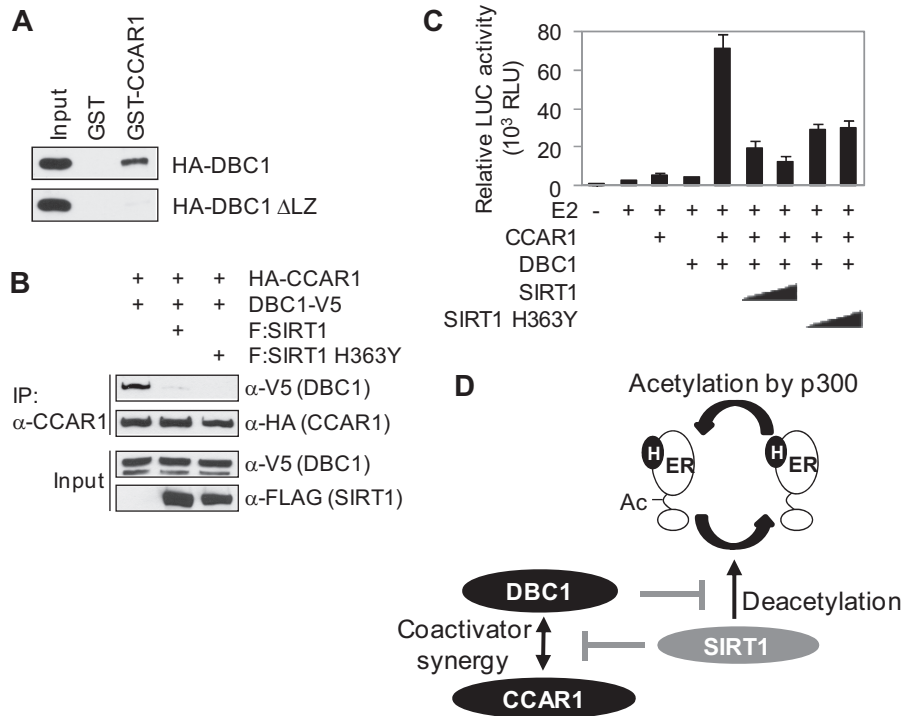 A
Input
GST
GST-CCAR1
HA-DBC1
HA-DBC1 ΔLZ
B
+ + + HA-CCAR1
+ + + DBC1-V5
+ F:SIRT1
+ F:SIRT1 H363Y
IP:
α-CCAR1
α-V5 (DBC1)
α-HA (CCAR1)
Input
α-V5 (DBC1)
α-FLAG (SIRT1)
C
Relative LUC activity
(10³ RLU)
80
60
40
20
0
E2 - + + + + + + + +
CCAR1 + + + + + +
DBC1 + + + + + +
SIRT1
SIRT1 H363Y
D
Acetylation by p300
H
ER
H
ER
Ac
DBC1
Deacetylation
Coactivator
synergy
SIRT1
CCAR1